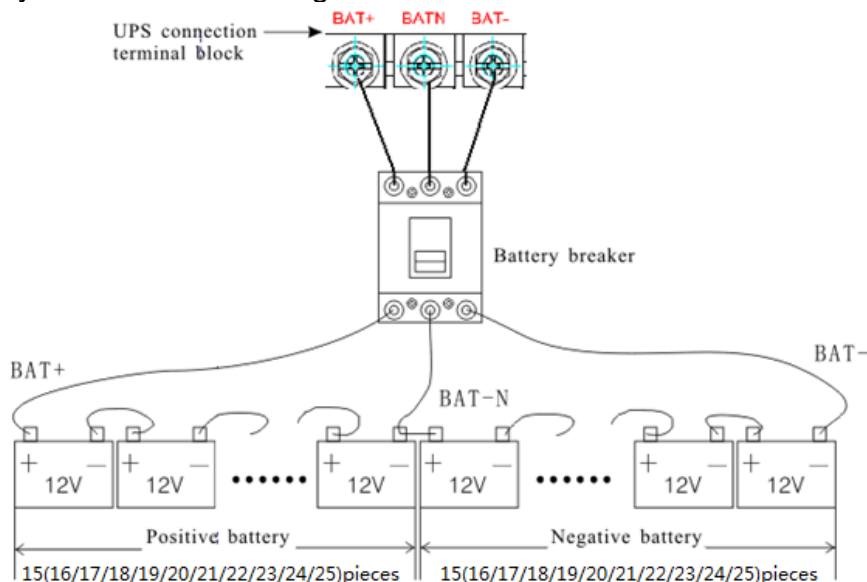 BAT+ BATN BAT-
UPS connection
terminal block
Battery breaker
BAT+
BAT-
BAT-N
+ — + — + — + — + — + —
12V 12V 12V 12V 12V 12V
Positive battery Negative battery
15(16/17/18/19/20/21/22/23/24/25)pieces 15(16/17/18/19/20/21/22/23/24/25)pieces